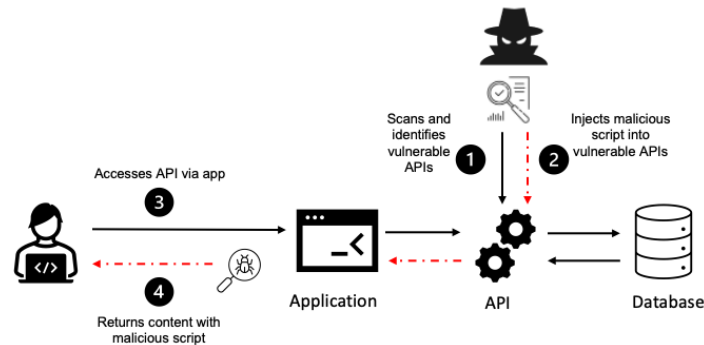 Scans and
identifies
vulnerable
APIs
1
2
Injects malicious
script into
vulnerable APIs
Accesses API via app
3
</>
4
Returns content with
malicious script
Application
API
Database